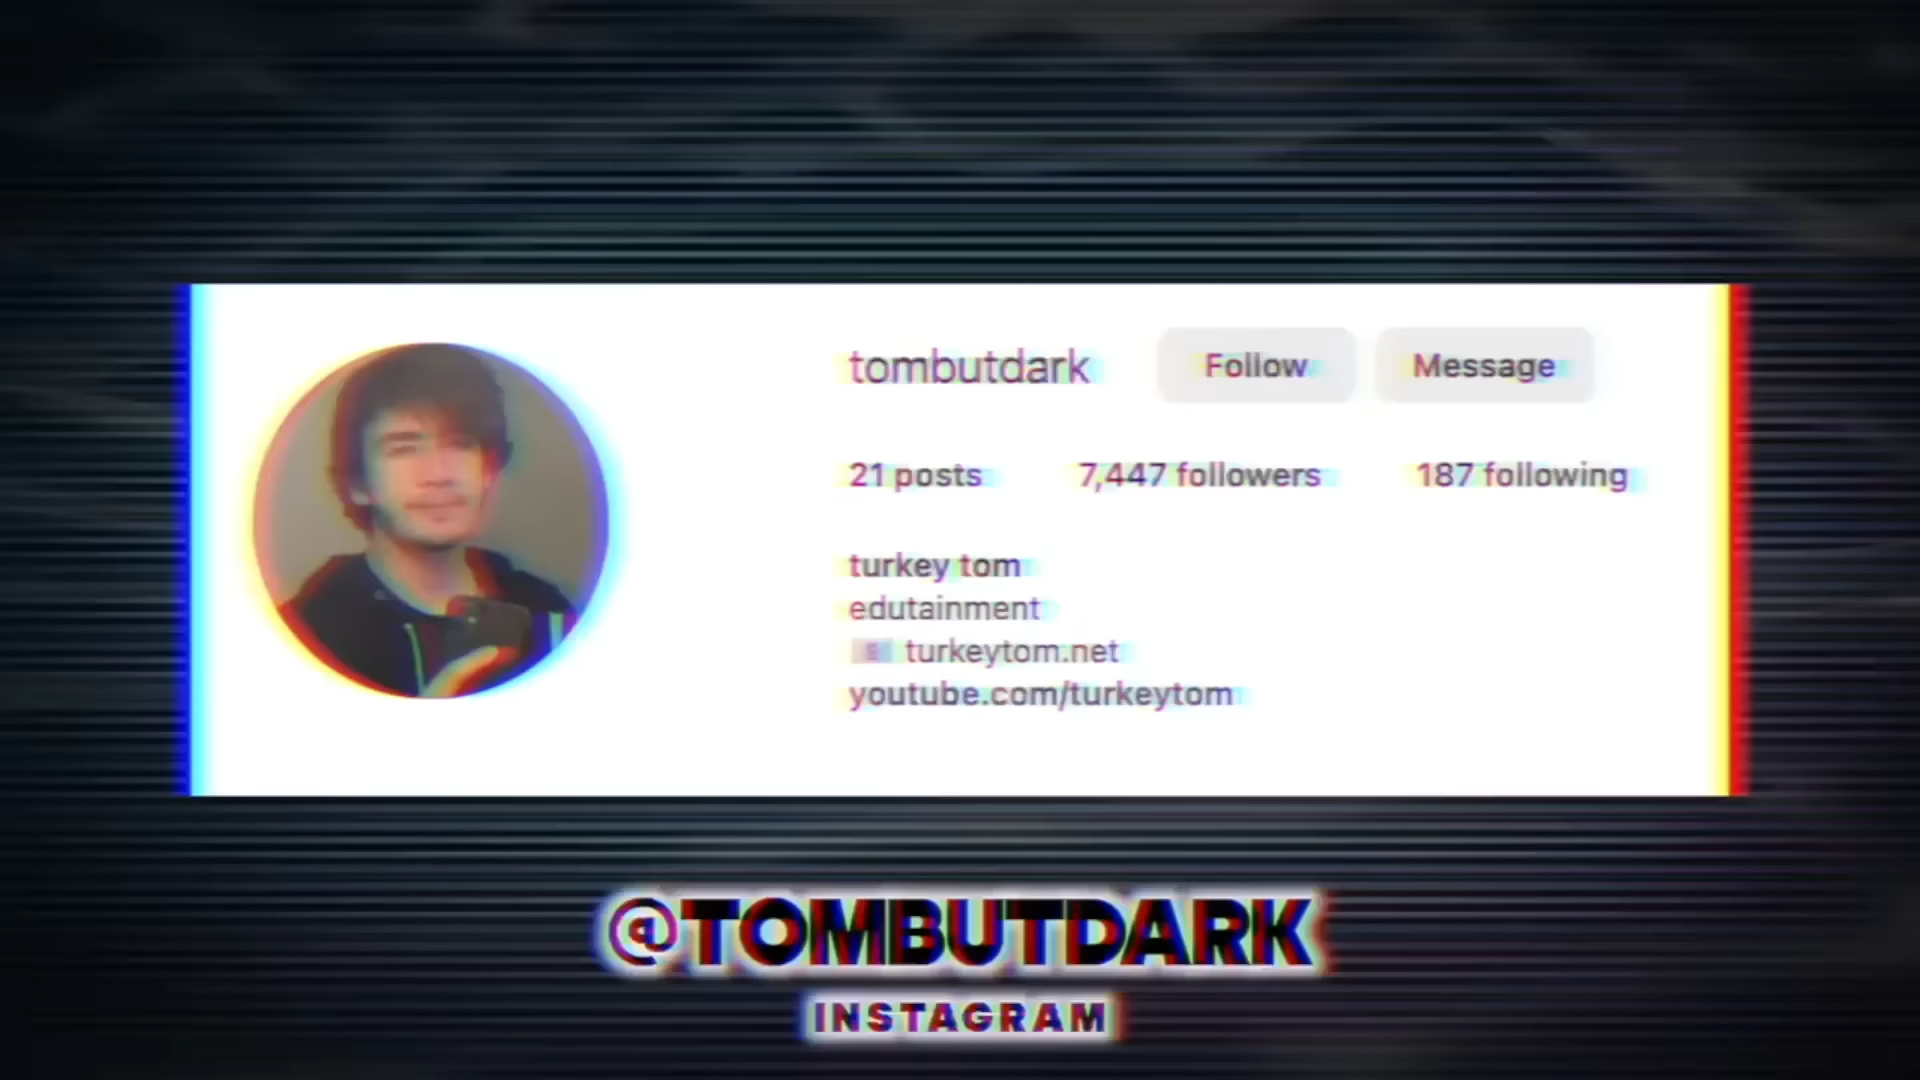 tombutdark Follow Message
21 posts 7,447 followers 187 following
turkey tom
edutainment
turkeytom.net
youtube.com/turkeytom
@TOMBUTDARK
INSTAGRAM